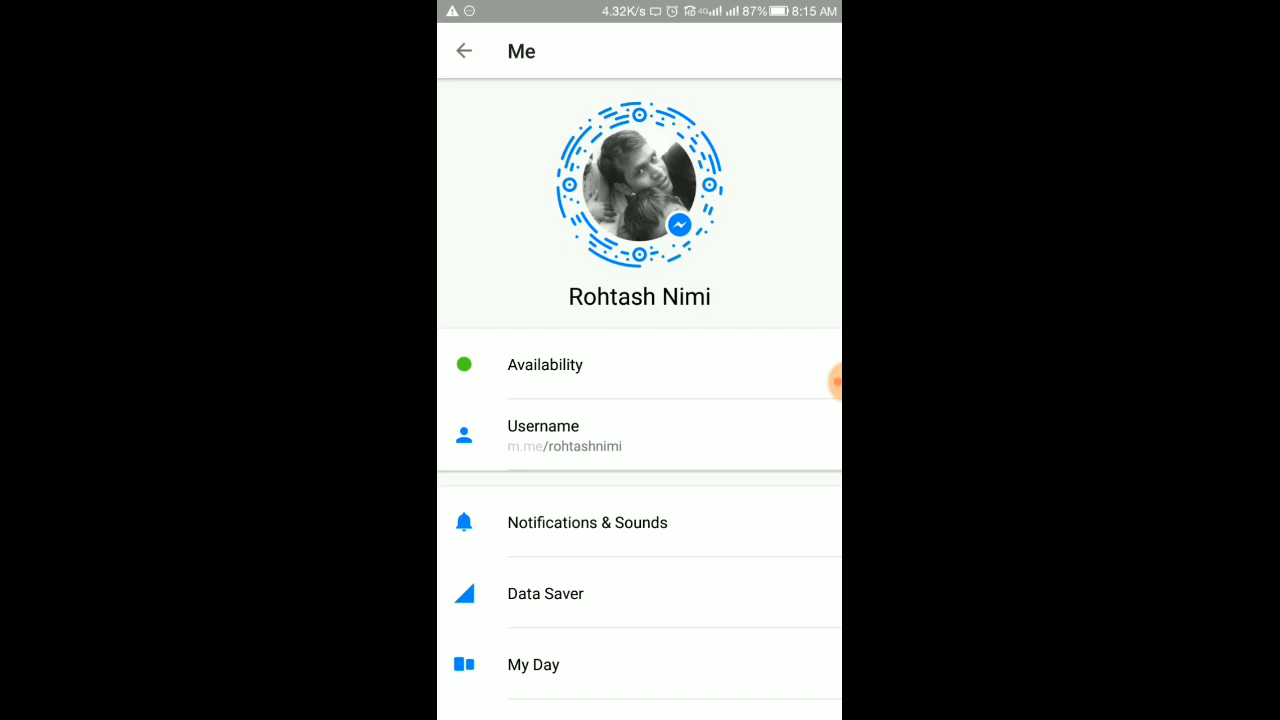 4.32K/s 4G 87% 8:15 AM
Me
Rohtash Nimi
Availability
Username
m.me/rohtashnimi
Notifications & Sounds
Data Saver
My Day